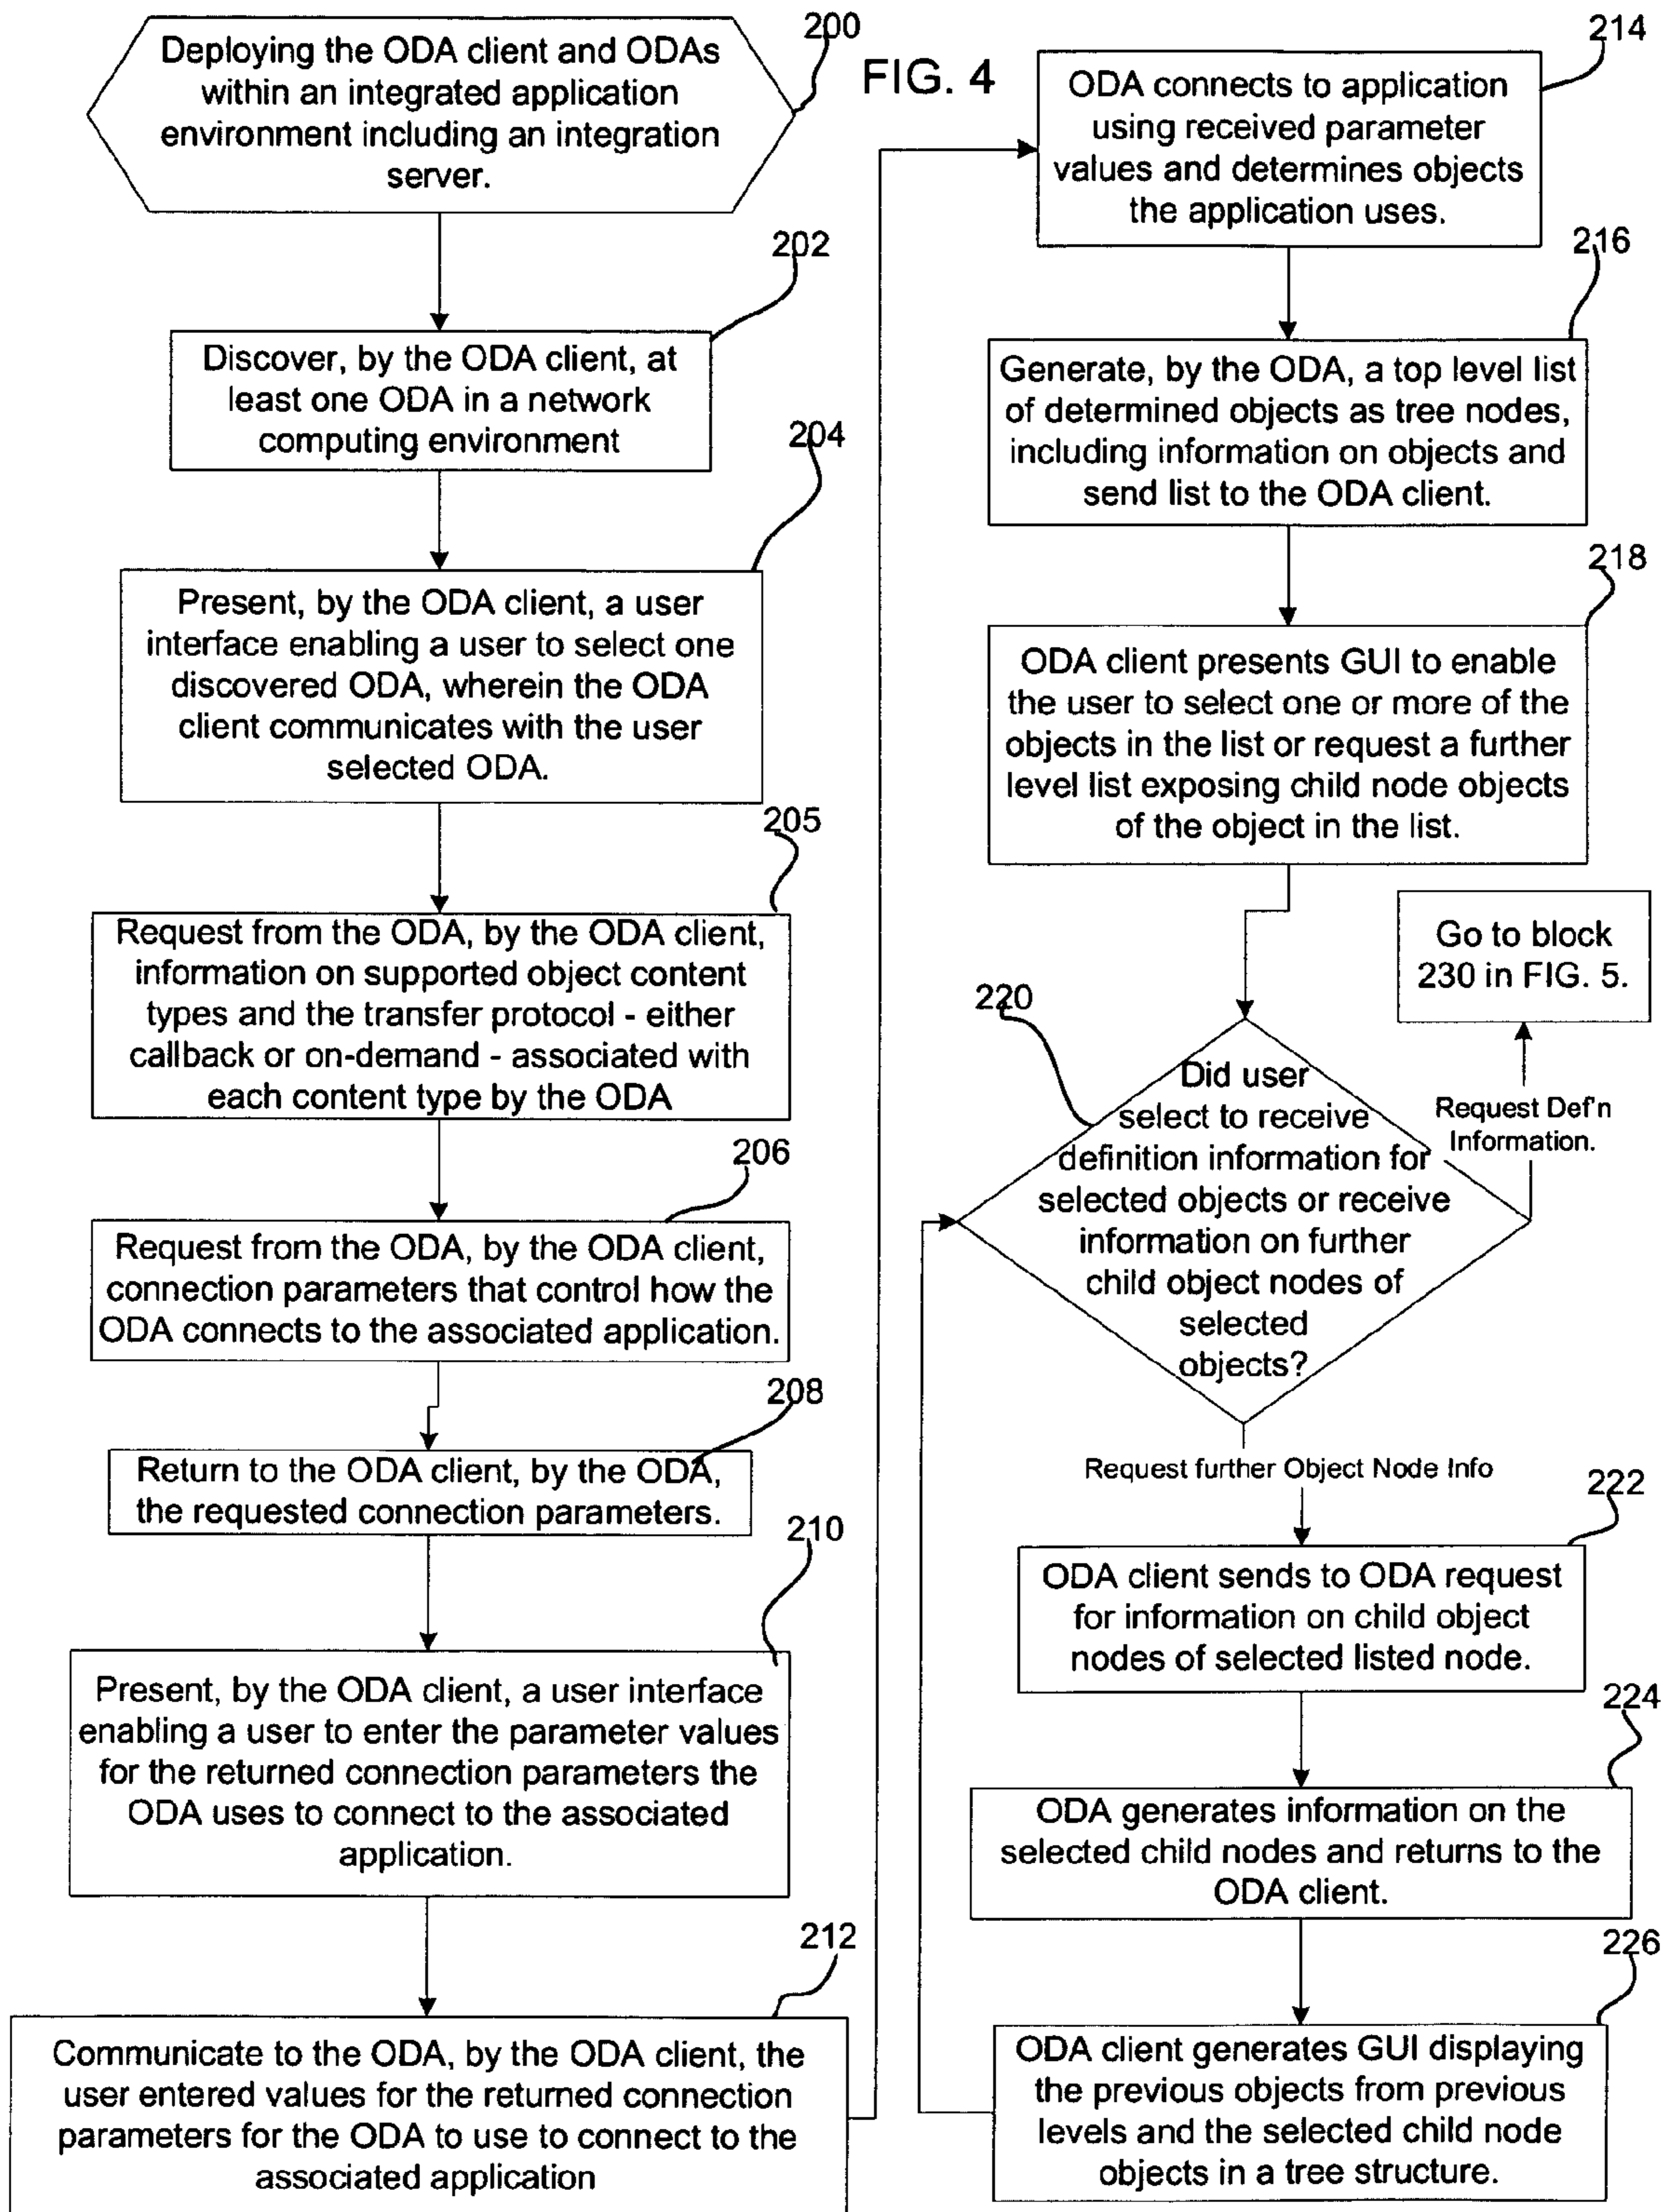 200
Deploying the ODA client and ODAs
within an integrated application
environment including an integration
server.
202
Discover, by the ODA client, at
least one ODA in a network
computing environment
204
Present, by the ODA client, a user
interface enabling a user to select one
discovered ODA, wherein the ODA
client communicates with the user
selected ODA.
205
Request from the ODA, by the ODA client,
information on supported object content
types and the transfer protocol - either
callback or on-demand - associated with
each content type by the ODA
206
Request from the ODA, by the ODA client,
connection parameters that control how the
ODA connects to the associated application.
208
Return to the ODA client, by the ODA,
the requested connection parameters.
210
Present, by the ODA client, a user interface
enabling a user to enter the parameter values
for the returned connection parameters the
ODA uses to connect to the associated
application.
212
Communicate to the ODA, by the ODA client, the
user entered values for the returned connection
parameters for the ODA to use to connect to the
associated application
FIG. 4
214
ODA connects to application
using received parameter
values and determines objects
the application uses.
216
Generate, by the ODA, a top level list
of determined objects as tree nodes,
including information on objects and
send list to the ODA client.
218
ODA client presents GUI to enable
the user to select one or more of the
objects in the list or request a further
level list exposing child node objects
of the object in the list.
Go to block
230 in FIG. 5.
220
Did user
select to receive
definition information for
selected objects or receive
information on further
child object nodes of
selected
objects?
Request Def'n
Information.
Request further Object Node Info
222
ODA client sends to ODA request
for information on child object
nodes of selected listed node.
224
ODA generates information on the
selected child nodes and returns to the
ODA client.
226
ODA client generates GUI displaying
the previous objects from previous
levels and the selected child node
objects in a tree structure.